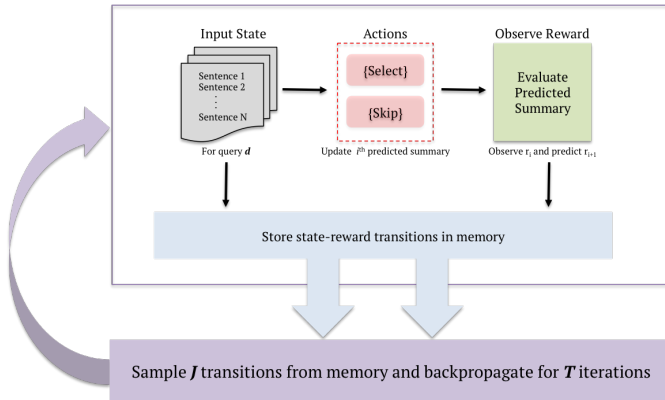 Input State
Actions
Observe Reward
Sentence 1
Sentence 2
.
.
.
Sentence N
{Select}
{Skip}
Evaluate
Predicted
Summary
For query d
Update iᵗʰ predicted summary
Observe rᵢ and predict rᵢ₊₁
Store state-reward transitions in memory
Sample J transitions from memory and backpropagate for T iterations